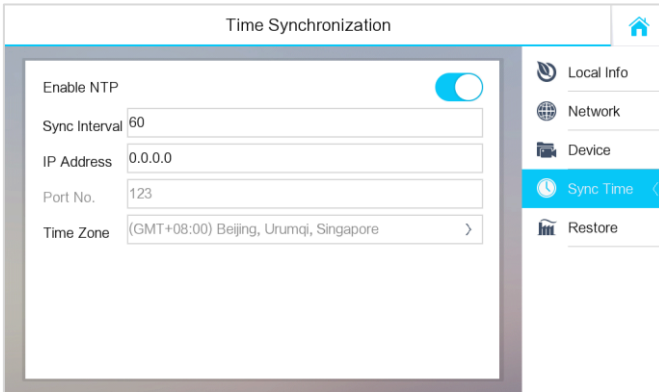 Time Synchronization
Enable NTP
Sync Interval 60
IP Address 0.0.0.0
Port No. 123
Time Zone (GMT+08:00) Beijing, Urumqi, Singapore
Local Info
Network
Device
Sync Time
Restore